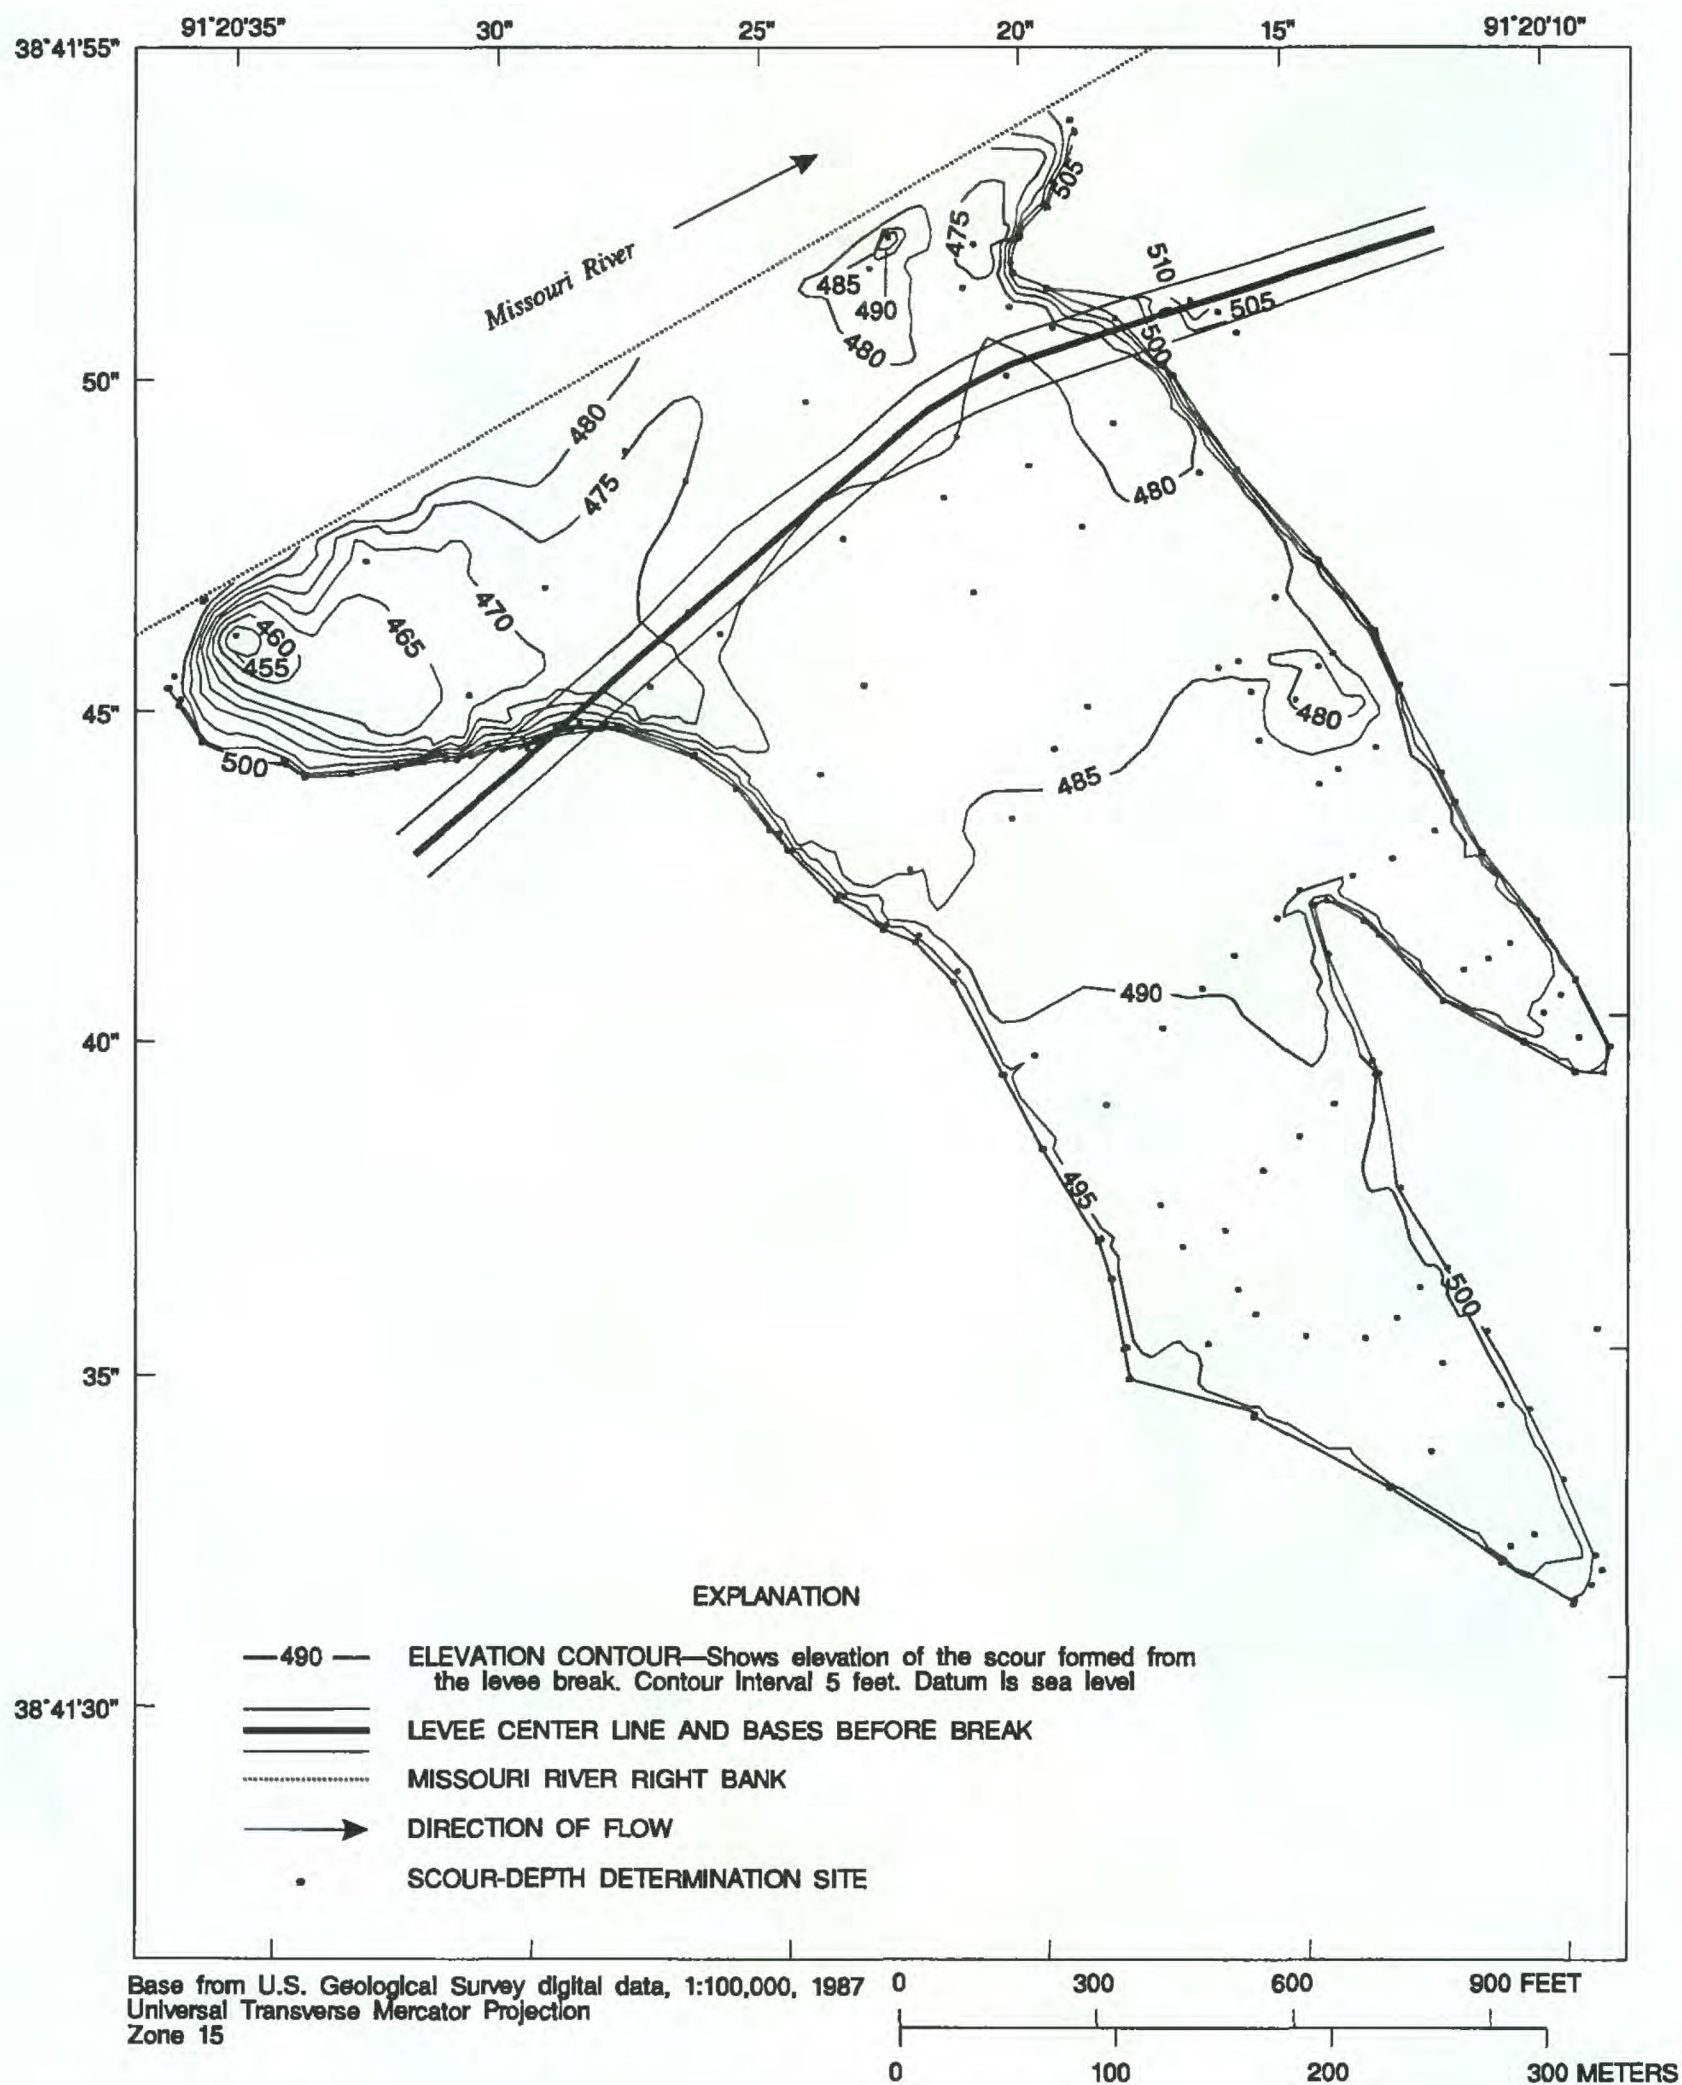 91°20'35" 30" 25" 20" 15" 91°20'10"
38°41'55"
505
475
Missouri River
510
485
490
505
480
500
50"
480
475
480
470
460
465
455
45"
480
500
485
490
40"
495
500
35"
EXPLANATION
490 ELEVATION CONTOUR—Shows elevation of the scour formed from
the levee break. Contour Interval 5 feet. Datum is sea level
38°41'30"
LEVEE CENTER LINE AND BASES BEFORE BREAK
MISSOURI RIVER RIGHT BANK
DIRECTION OF FLOW
SCOUR-DEPTH DETERMINATION SITE
Base from U.S. Geological Survey digital data, 1:100,000, 1987
Universal Transverse Mercator Projection
Zone 15
0 300 600 900 FEET
0 100 200 300 METERS